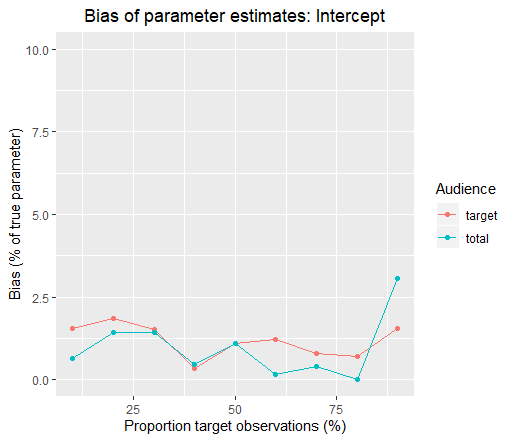 Bias of parameter estimates: Intercept
10.0
7.5
5.0
2.5
0.0
Bias (% of true parameter)
25 50 75
Proportion target observations (%)
Audience
target
total